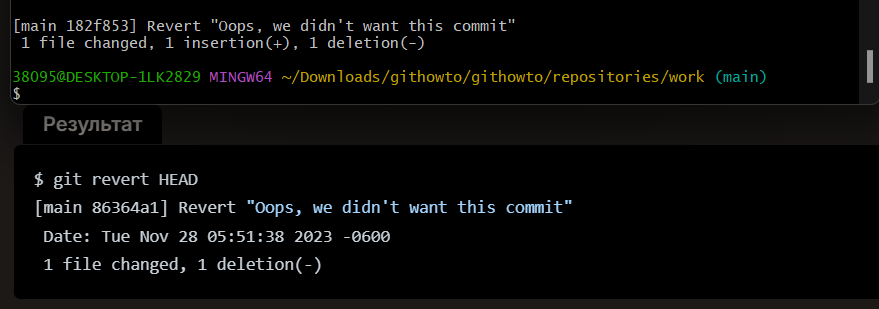 [main 182f853] Revert "Oops, we didn't want this commit"
 1 file changed, 1 insertion(+), 1 deletion(-)
38095@DESKTOP-1LK2829 MINGW64 ~/Downloads/githowto/githowto/repositories/work (main)
$
Результат
$ git revert HEAD
[main 86364a1] Revert "Oops, we didn't want this commit"
 Date: Tue Nov 28 05:51:38 2023 -0600
 1 file changed, 1 deletion(-)